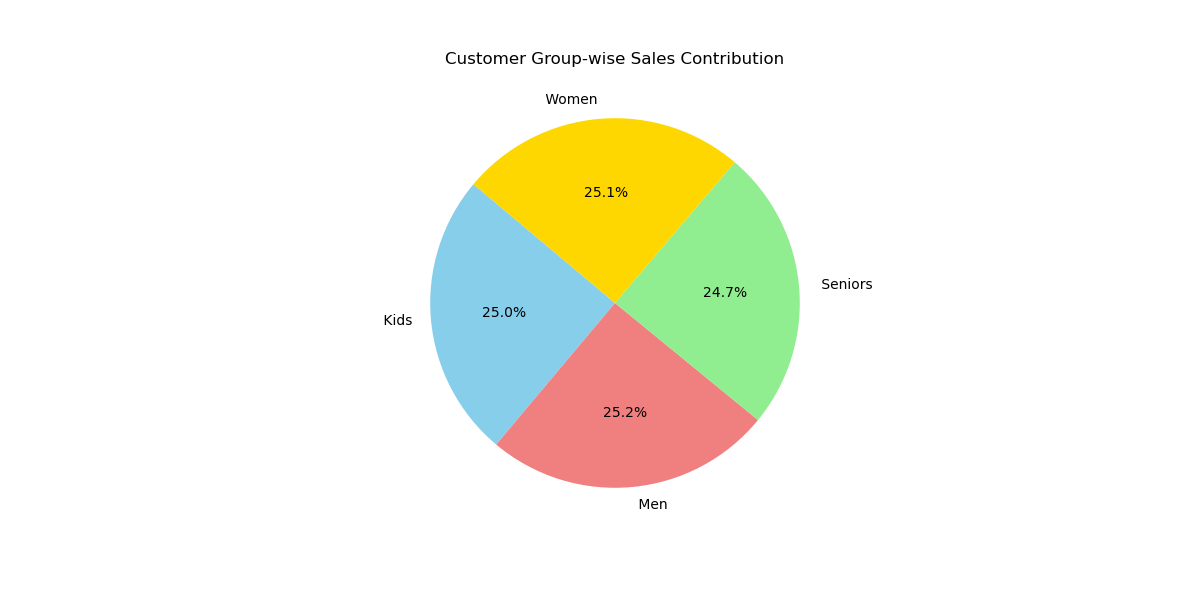 Customer Group-wise Sales Contribution
Women
25.1%
Seniors
24.7%
Kids
25.0%
25.2%
Men